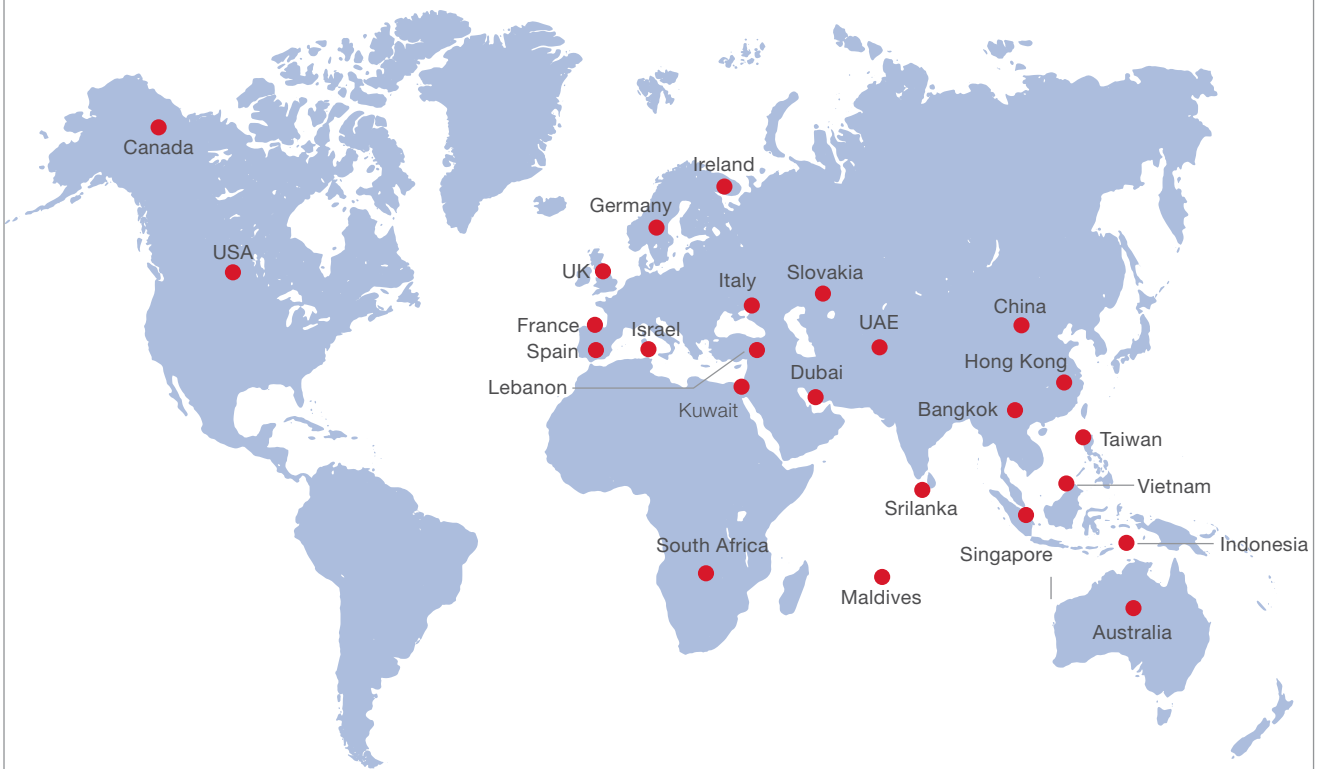 Canada
Ireland
Germany
USA
UK
Slovakia
Italy
China
France
Israel
UAE
Spain
Hong Kong
Dubai
Lebanon
Kuwait
Bangkok
Taiwan
Vietnam
Srilanka
South Africa
Indonesia
Singapore
Maldives
Australia